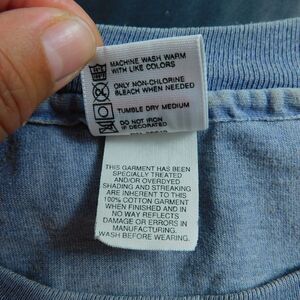 MACHINE WASH WARM
WITH LIKE COLORS
ONLY NON-CHLORINE
BLEACH WHEN NEEDED
TUMBLE DRY MEDIUM
DO NOT IRON
IF DECORATED
THIS GARMENT HAS BEEN
SPECIALLY TREATED
AND/OR OVERDYED
SHADING AND STREAKING
ARE INHERENT TO THIS
100% COTTON GARMENT
WHEN FINISHED AND IN
NO WAY REFLECTS
DAMAGE OR ERRORS IN
MANUFACTURING.
WASH BEFORE WEARING.